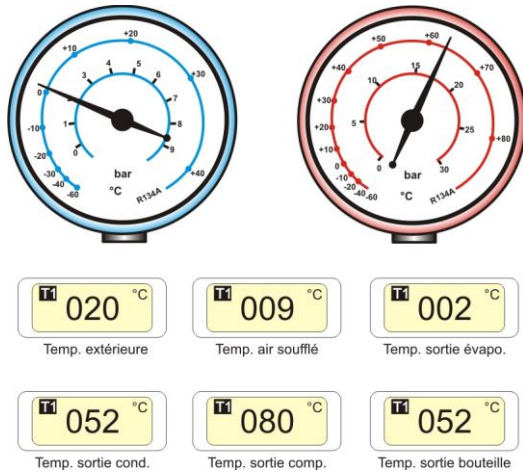 +20
+10
+30
0
-10
-20
-30
-40
-60
+40
0
1
2
3
4
5
6
7
8
9
bar
°C
R134A
+60
+50
+70
+40
+30
+20
+10
0
-10
-20
-40
-60
+80
0
5
10
15
20
25
30
bar
°C
R134A
T1 020 °C
Temp. extérieure
T1 009 °C
Temp. air soufflé
T1 002 °C
Temp. sortie évapo.
T1 052 °C
Temp. sortie cond.
T1 080 °C
Temp. sortie comp.
T1 052 °C
Temp. sortie bouteille